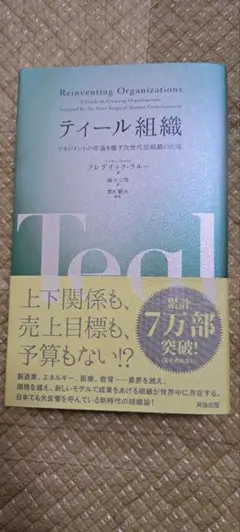 Reinventing Organizations
A Guide to Creating Organizations
Inspired by the Next Stage of Human Consciousness
ティール組織
マネジメントの常識を覆す次世代型組織の出現
フレデリック・ラルー
Teal
上下関係も、
売上目標も、
予算もない!?
累計
7万部
突破!
製造業、エネルギー、医療、教育……業界を越え、
国境を越え、新しいモデルで成果をあげる組織が世界中に存在する。
日本でも大反響を呼んでいる新時代の組織論!
英治出版